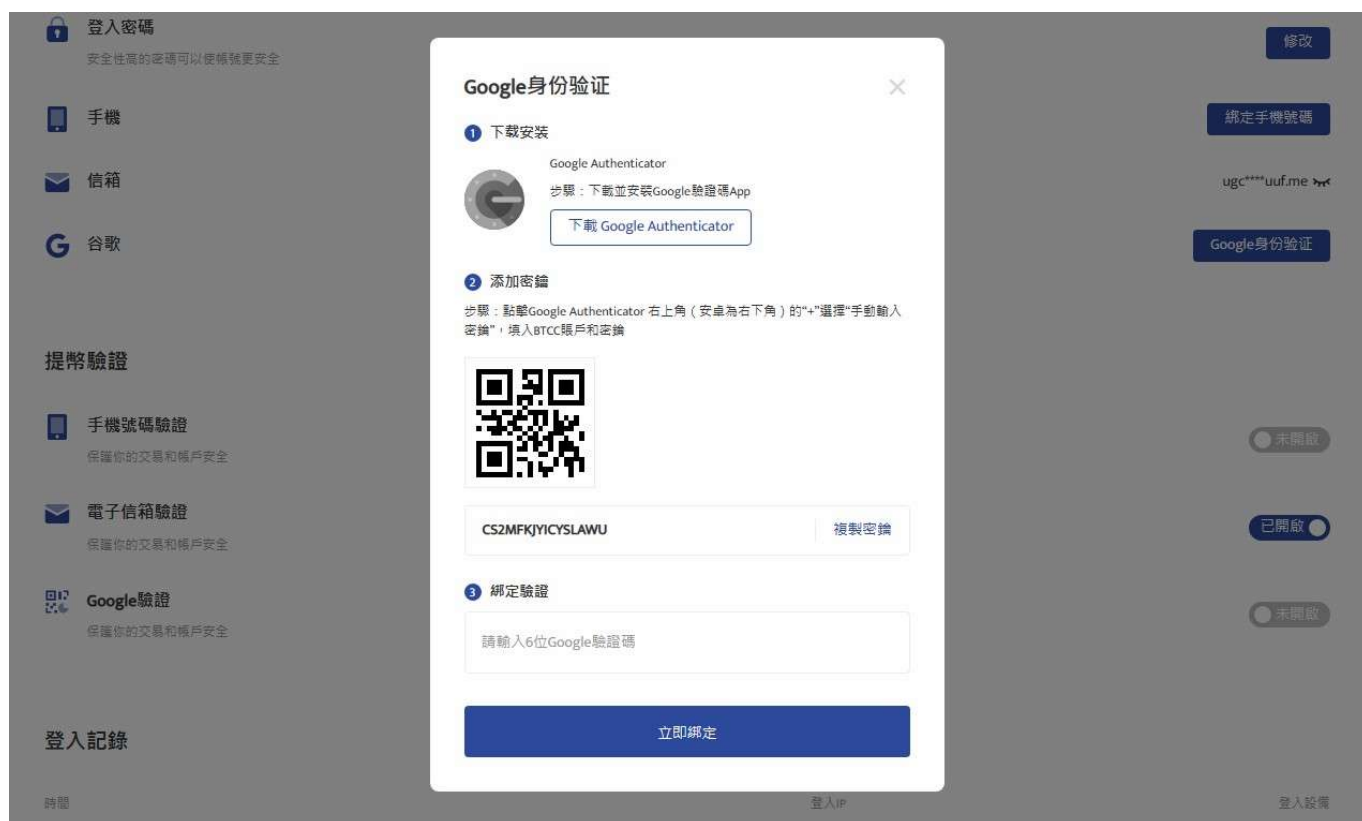 登入密碼
安全性高的密碼可以使帳號更安全
修改
手機
綁定手機號碼
信箱
ugc****uuf.me
谷歌
Google身份验证
提幣驗證
手機號碼驗證
保護你的交易和帳戶安全
未開啟
電子信箱驗證
保護你的交易和帳戶安全
已開啟
Google驗證
保護你的交易和帳戶安全
未開啟
登入記錄
時間
登入IP
登入設備
Google身份验证
1 下载安装
Google Authenticator
步驟：下載並安裝Google驗證碼App
下載 Google Authenticator
2 添加密鑰
步驟：點擊Google Authenticator 右上角（安卓為右下角）的“+”選擇“手動輸入
密鑰”，填入BTCC賬戶和密鑰
CS2MFKJYICYSLAWU
複製密鑰
3 綁定驗證
請輸入6位Google驗證碼
立即綁定